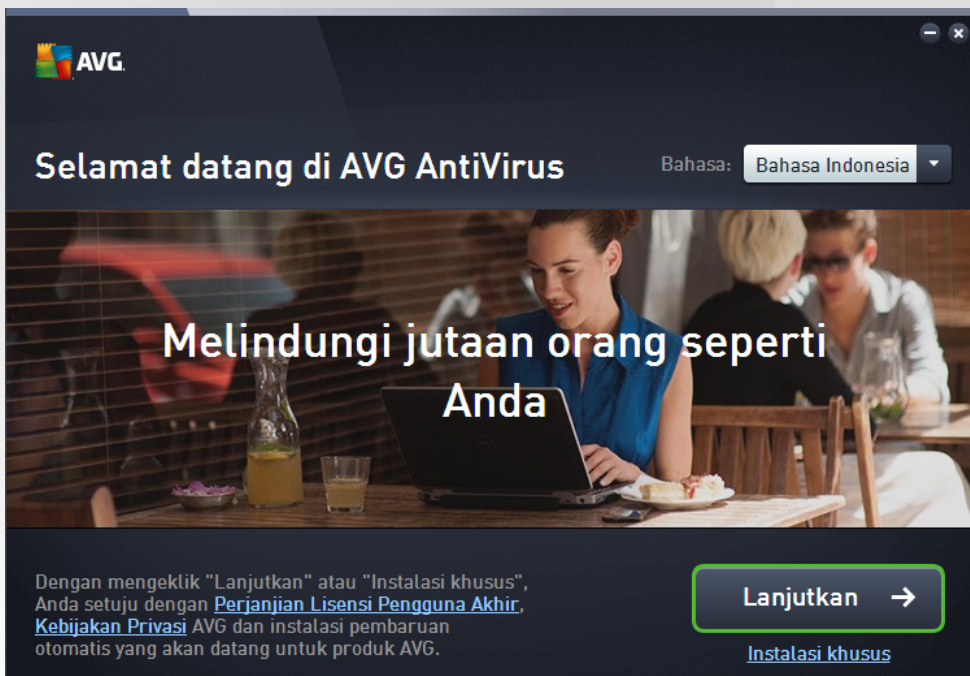 AVG.
Selamat datang di AVG AntiVirus
Bahasa:
Bahasa Indonesia
Melindungi jutaan orang seperti
Anda
Dengan mengeklik "Lanjutkan" atau "Instalasi khusus",
Anda setuju dengan Perjanjian Lisensi Pengguna Akhir,
Kebijakan Privasi AVG dan instalasi pembaruan
otomatis yang akan datang untuk produk AVG.
Lanjutkan →
Instalasi khusus